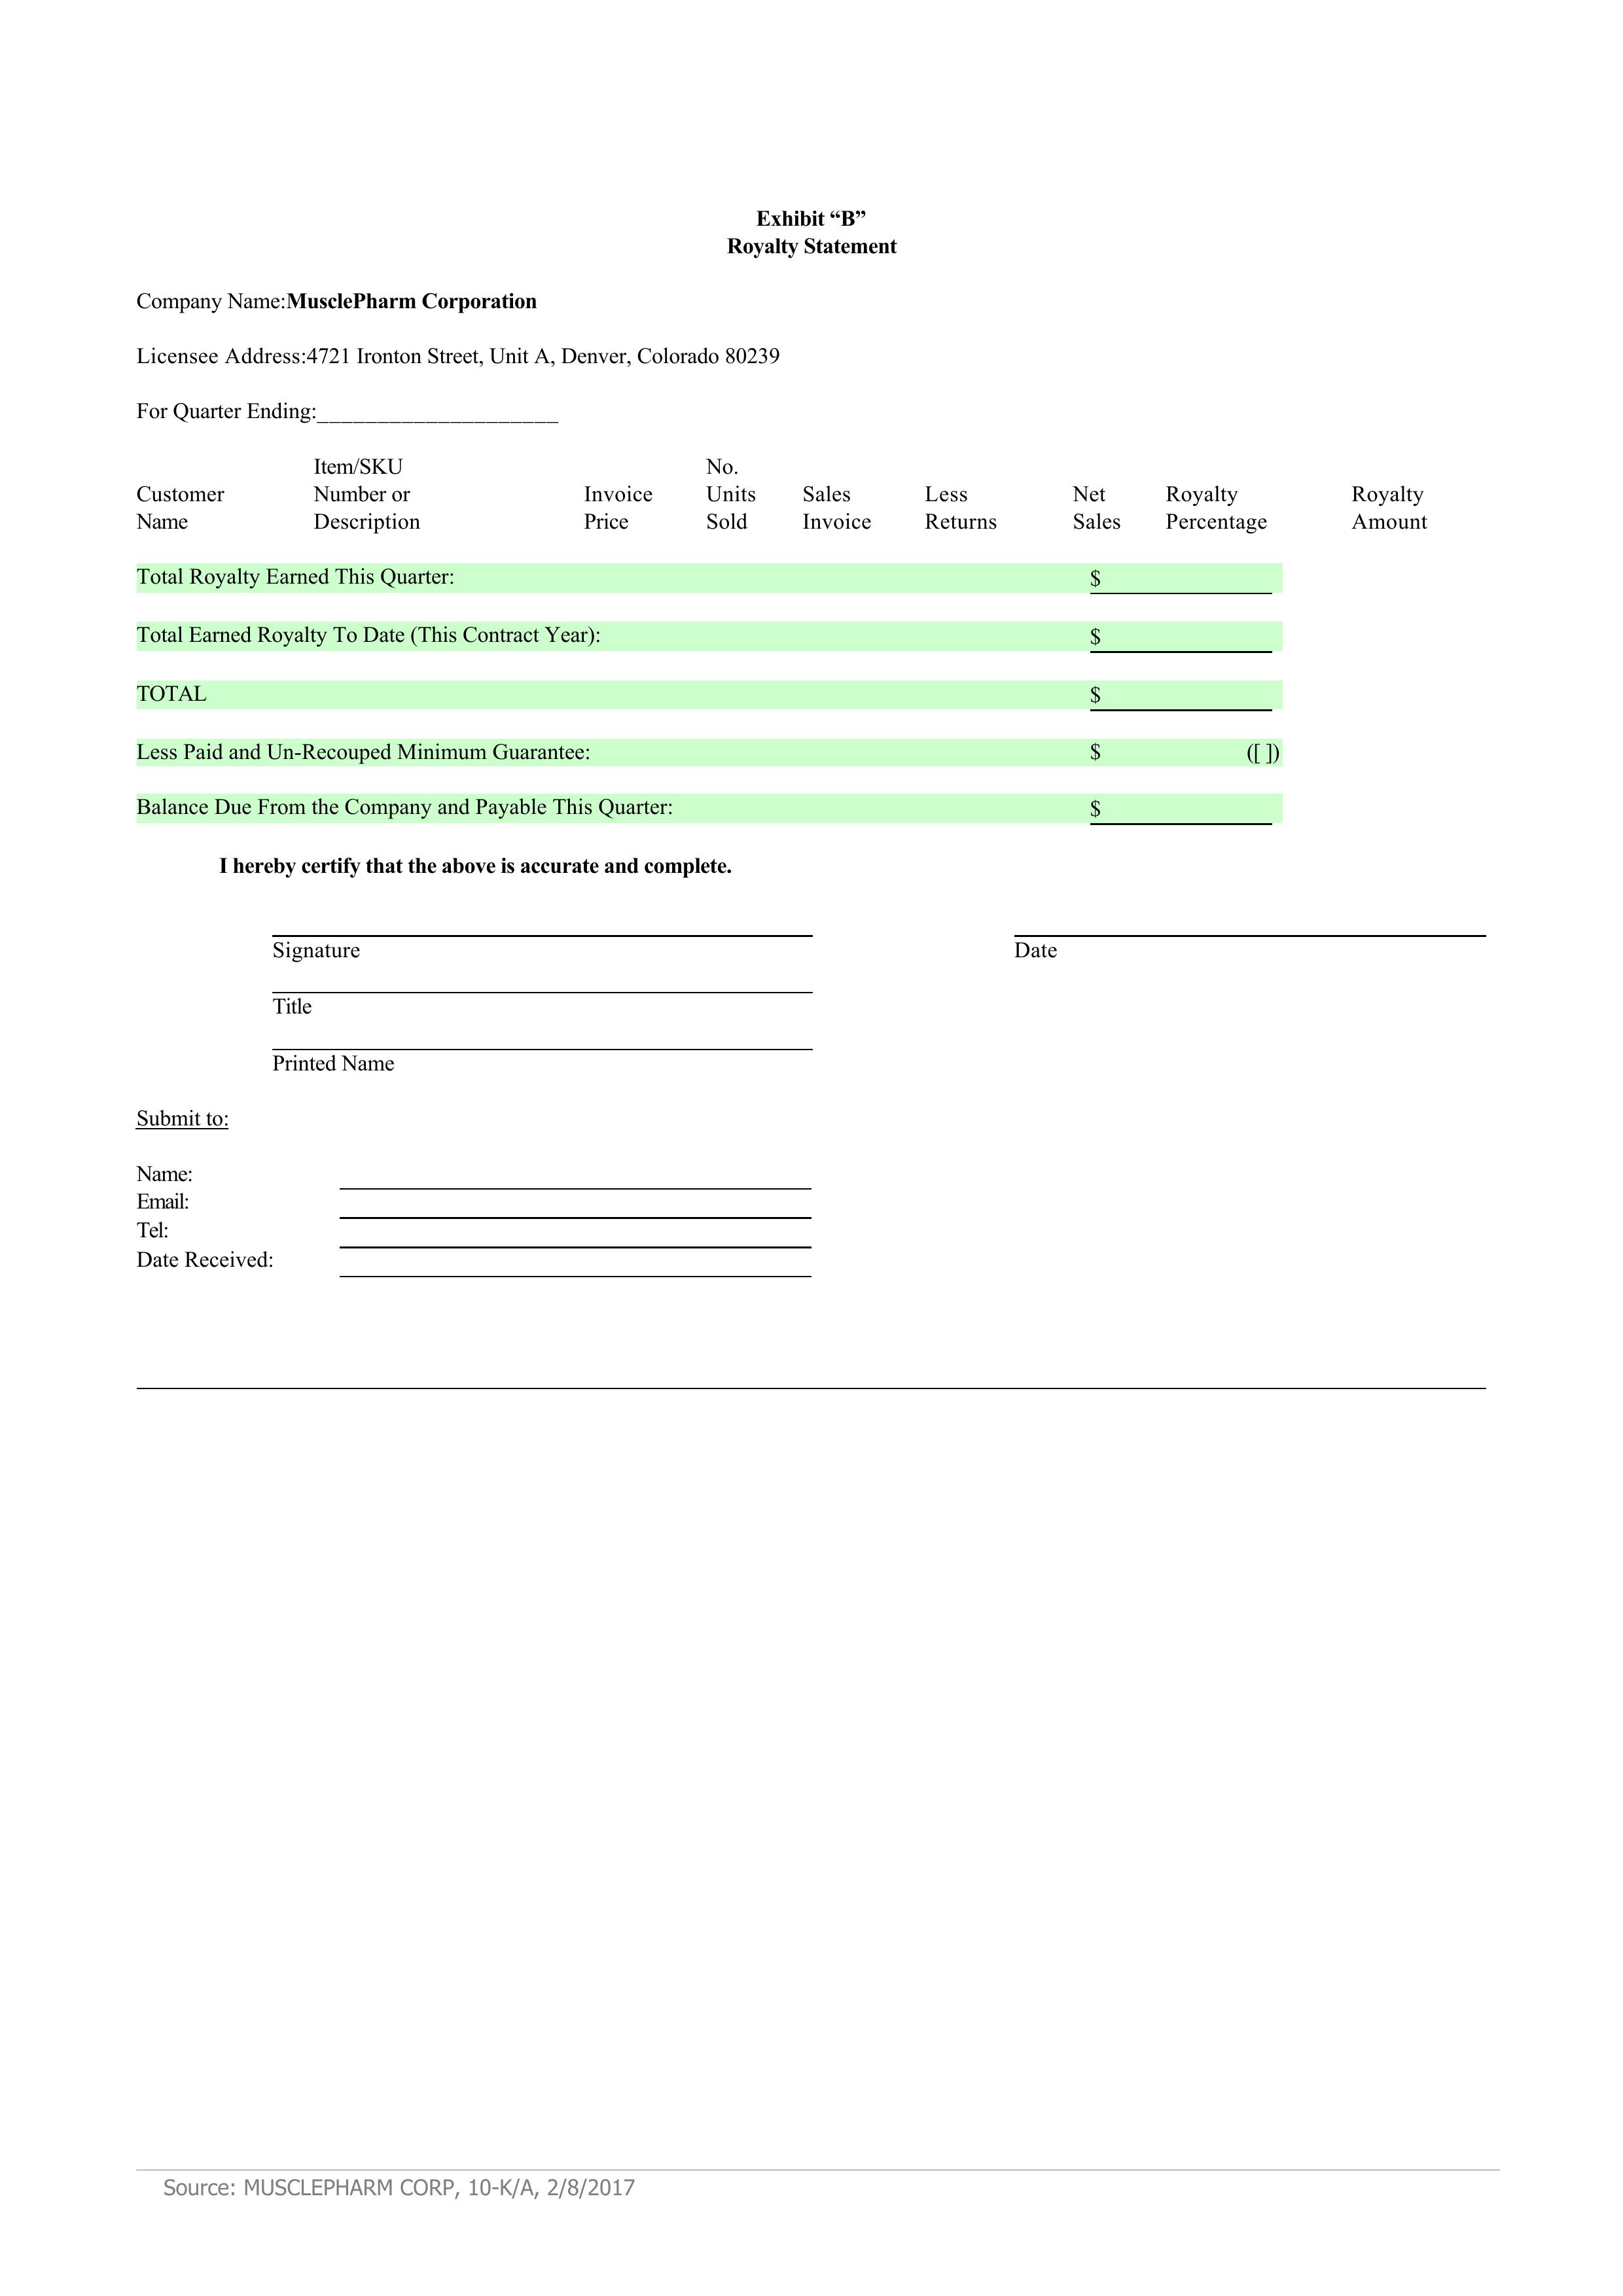 Exhibit “B”
Royalty Statement
Company Name:MusclePharm Corporation
Licensee Address:4721 Ironton Street, Unit A, Denver, Colorado 80239
For Quarter Ending:____________________
Item/SKU No.
Customer Number or Invoice Units Sales Less Net Royalty Royalty
Name Description Price Sold Invoice Returns Sales Percentage Amount
Total Royalty Earned This Quarter: $
Total Earned Royalty To Date (This Contract Year): $
TOTAL $
Less Paid and Un-Recouped Minimum Guarantee: $ ([ ])
Balance Due From the Company and Payable This Quarter: $
I hereby certify that the above is accurate and complete.
Signature Date
Title
Printed Name
Submit to:
Name:
Email:
Tel:
Date Received:
Source: MUSCLEPHARM CORP, 10-K/A, 2/8/2017